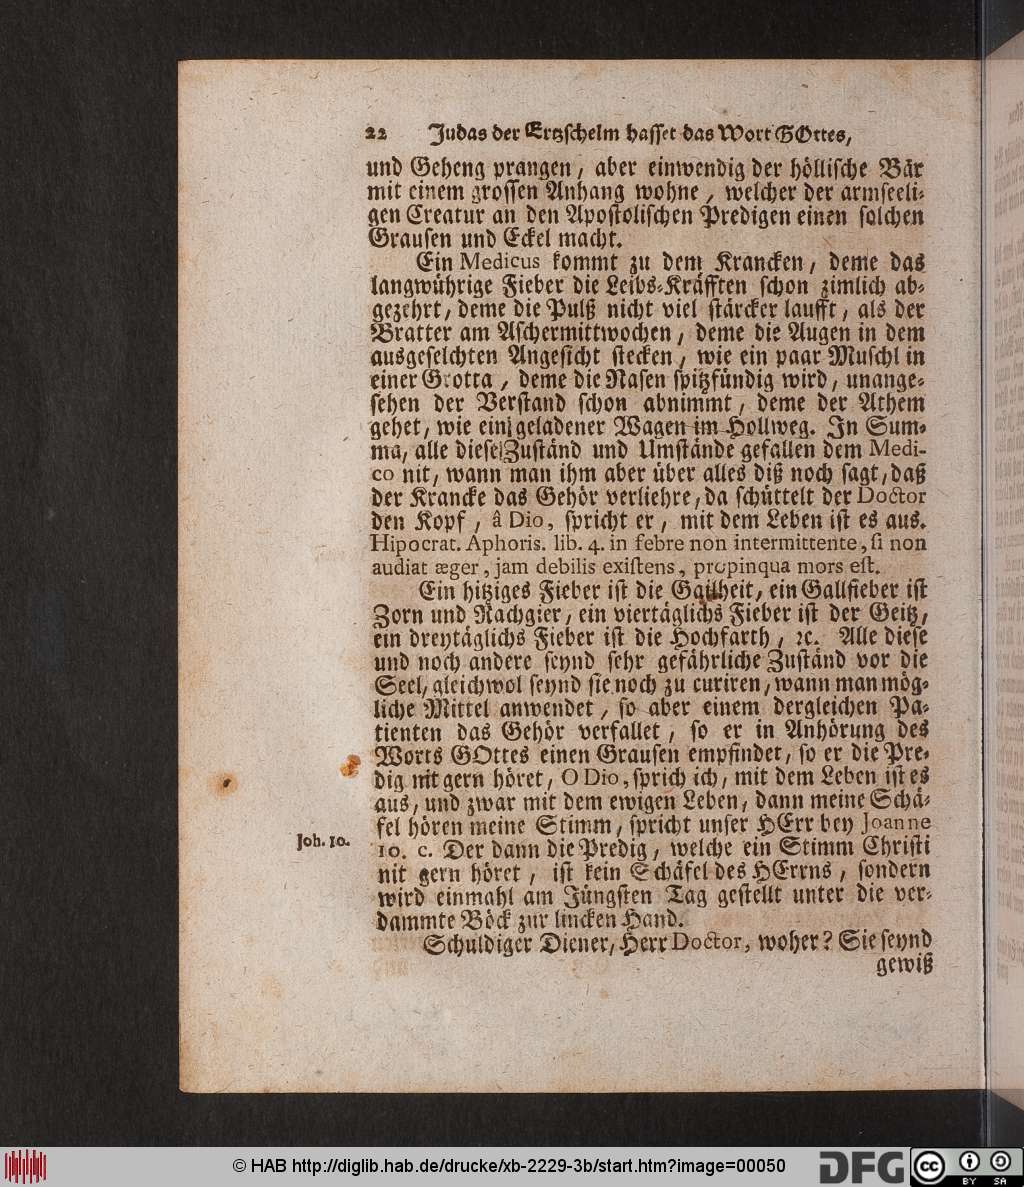 22 Judas der Ertzschelm hasset das Wort GOttes,
und Geheng prangen, aber einwendig der höllische Bär
mit einem grossen Anhang wohne, welcher der armseeli-
gen Creatur an den Apostolischen Predigen einen solchen
Grausen und Eckel macht.
Ein Medicus kommt zu dem Krancken, deme das
langwührige Fieber die Leibs-Kräfften schon zimlich ab-
gezehrt, deme die Pulß nicht viel stärcker laufft, als der
Bratter am Aschermittwochen, deme die Augen in dem
ausgeselchten Angesicht stecken, wie ein paar Muschl in
einer Grotta, deme die Nasen spitzfündig wird, unange-
sehen der Verstand schon abnimmt, deme der Athem
gehet, wie ein geladener Wagen im Hollweg. In Sum-
ma, alle diese Zuständ und Umstände gefallen dem Medi-
co nit, wann man ihm aber über alles diß noch sagt, daß
der Krancke das Gehör verliehre, da schüttelt der Doctor
den Kopf, â Dio, spricht er, mit dem Leben ist es aus.
Hipocrat. Aphoris. lib. 4. in febre non intermittente, si non
audiat æger, jam debilis existens, propinqua mors est.
Ein hitziges Fieber ist die Gailheit, ein Gallfieber ist
Zorn und Nachgier, ein viertäglichs Fieber ist der Geitz,
ein dreytäglichs Fieber ist die Hochfarth, ꝛc. Alle diese
und noch andere seynd sehr gefährliche Zuständ vor die
Seel, gleichwol seynd sie noch zu curiren, wann man mög-
liche Mittel anwendet, so aber einem dergleichen Pa-
tienten das Gehör verfallet, so er in Anhörung des
Worts GOttes einen Grausen empfindet, so er die Pre-
dig nit gern höret, O Dio, sprich ich, mit dem Leben ist es
aus, und zwar mit dem ewigen Leben, dann meine Schä-
fel hören meine Stimm, spricht unser HErr bey Joanne
Joh. 10.
10. c. Der dann die Predig, welche ein Stimm Christi
nit gern höret, ist kein Schäfel des HErrns, sondern
wird einmahl am Jüngsten Tag gestellt unter die ver-
dammte Böck zur lincken Hand.
Schuldiger Diener, Herr Doctor, woher? Sie seynd
gewiß
© HAB http://diglib.hab.de/drucke/xb-2229-3b/start.htm?image=00050
DFG
cc BY SA